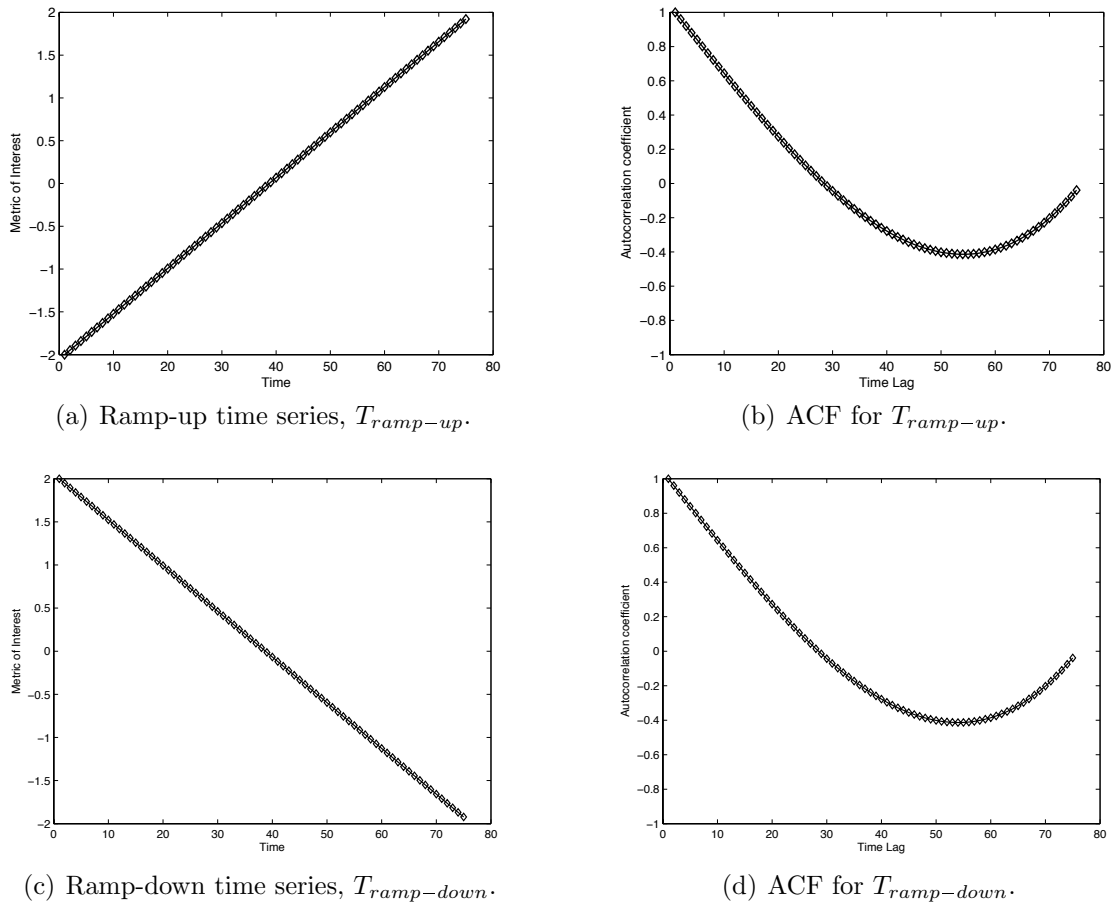 2
1.5
1
0.5
0
−0.5
−1
−1.5
−2
Metric of Interest
0 10 20 30 40 50 60 70 80
Time
(a) Ramp-up time series, T_{ramp−up}.
1
0.8
0.6
0.4
0.2
0
−0.2
−0.4
−0.6
−0.8
−1
Autocorrelation coefficient
0 10 20 30 40 50 60 70 80
Time Lag
(b) ACF for T_{ramp−up}.
2
1.5
1
0.5
0
−0.5
−1
−1.5
−2
Metric of Interest
0 10 20 30 40 50 60 70 80
Time
(c) Ramp-down time series, T_{ramp−down}.
1
0.8
0.6
0.4
0.2
0
−0.2
−0.4
−0.6
−0.8
−1
Autocorrelation coefficient
0 10 20 30 40 50 60 70 80
Time Lag
(d) ACF for T_{ramp−down}.